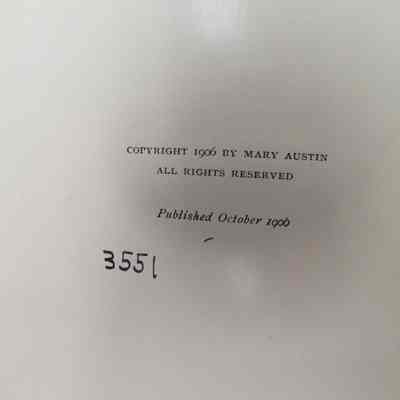 COPYRIGHT 1906 BY MARY AUSTIN
ALL RIGHTS RESERVED
Published October 1906
3551